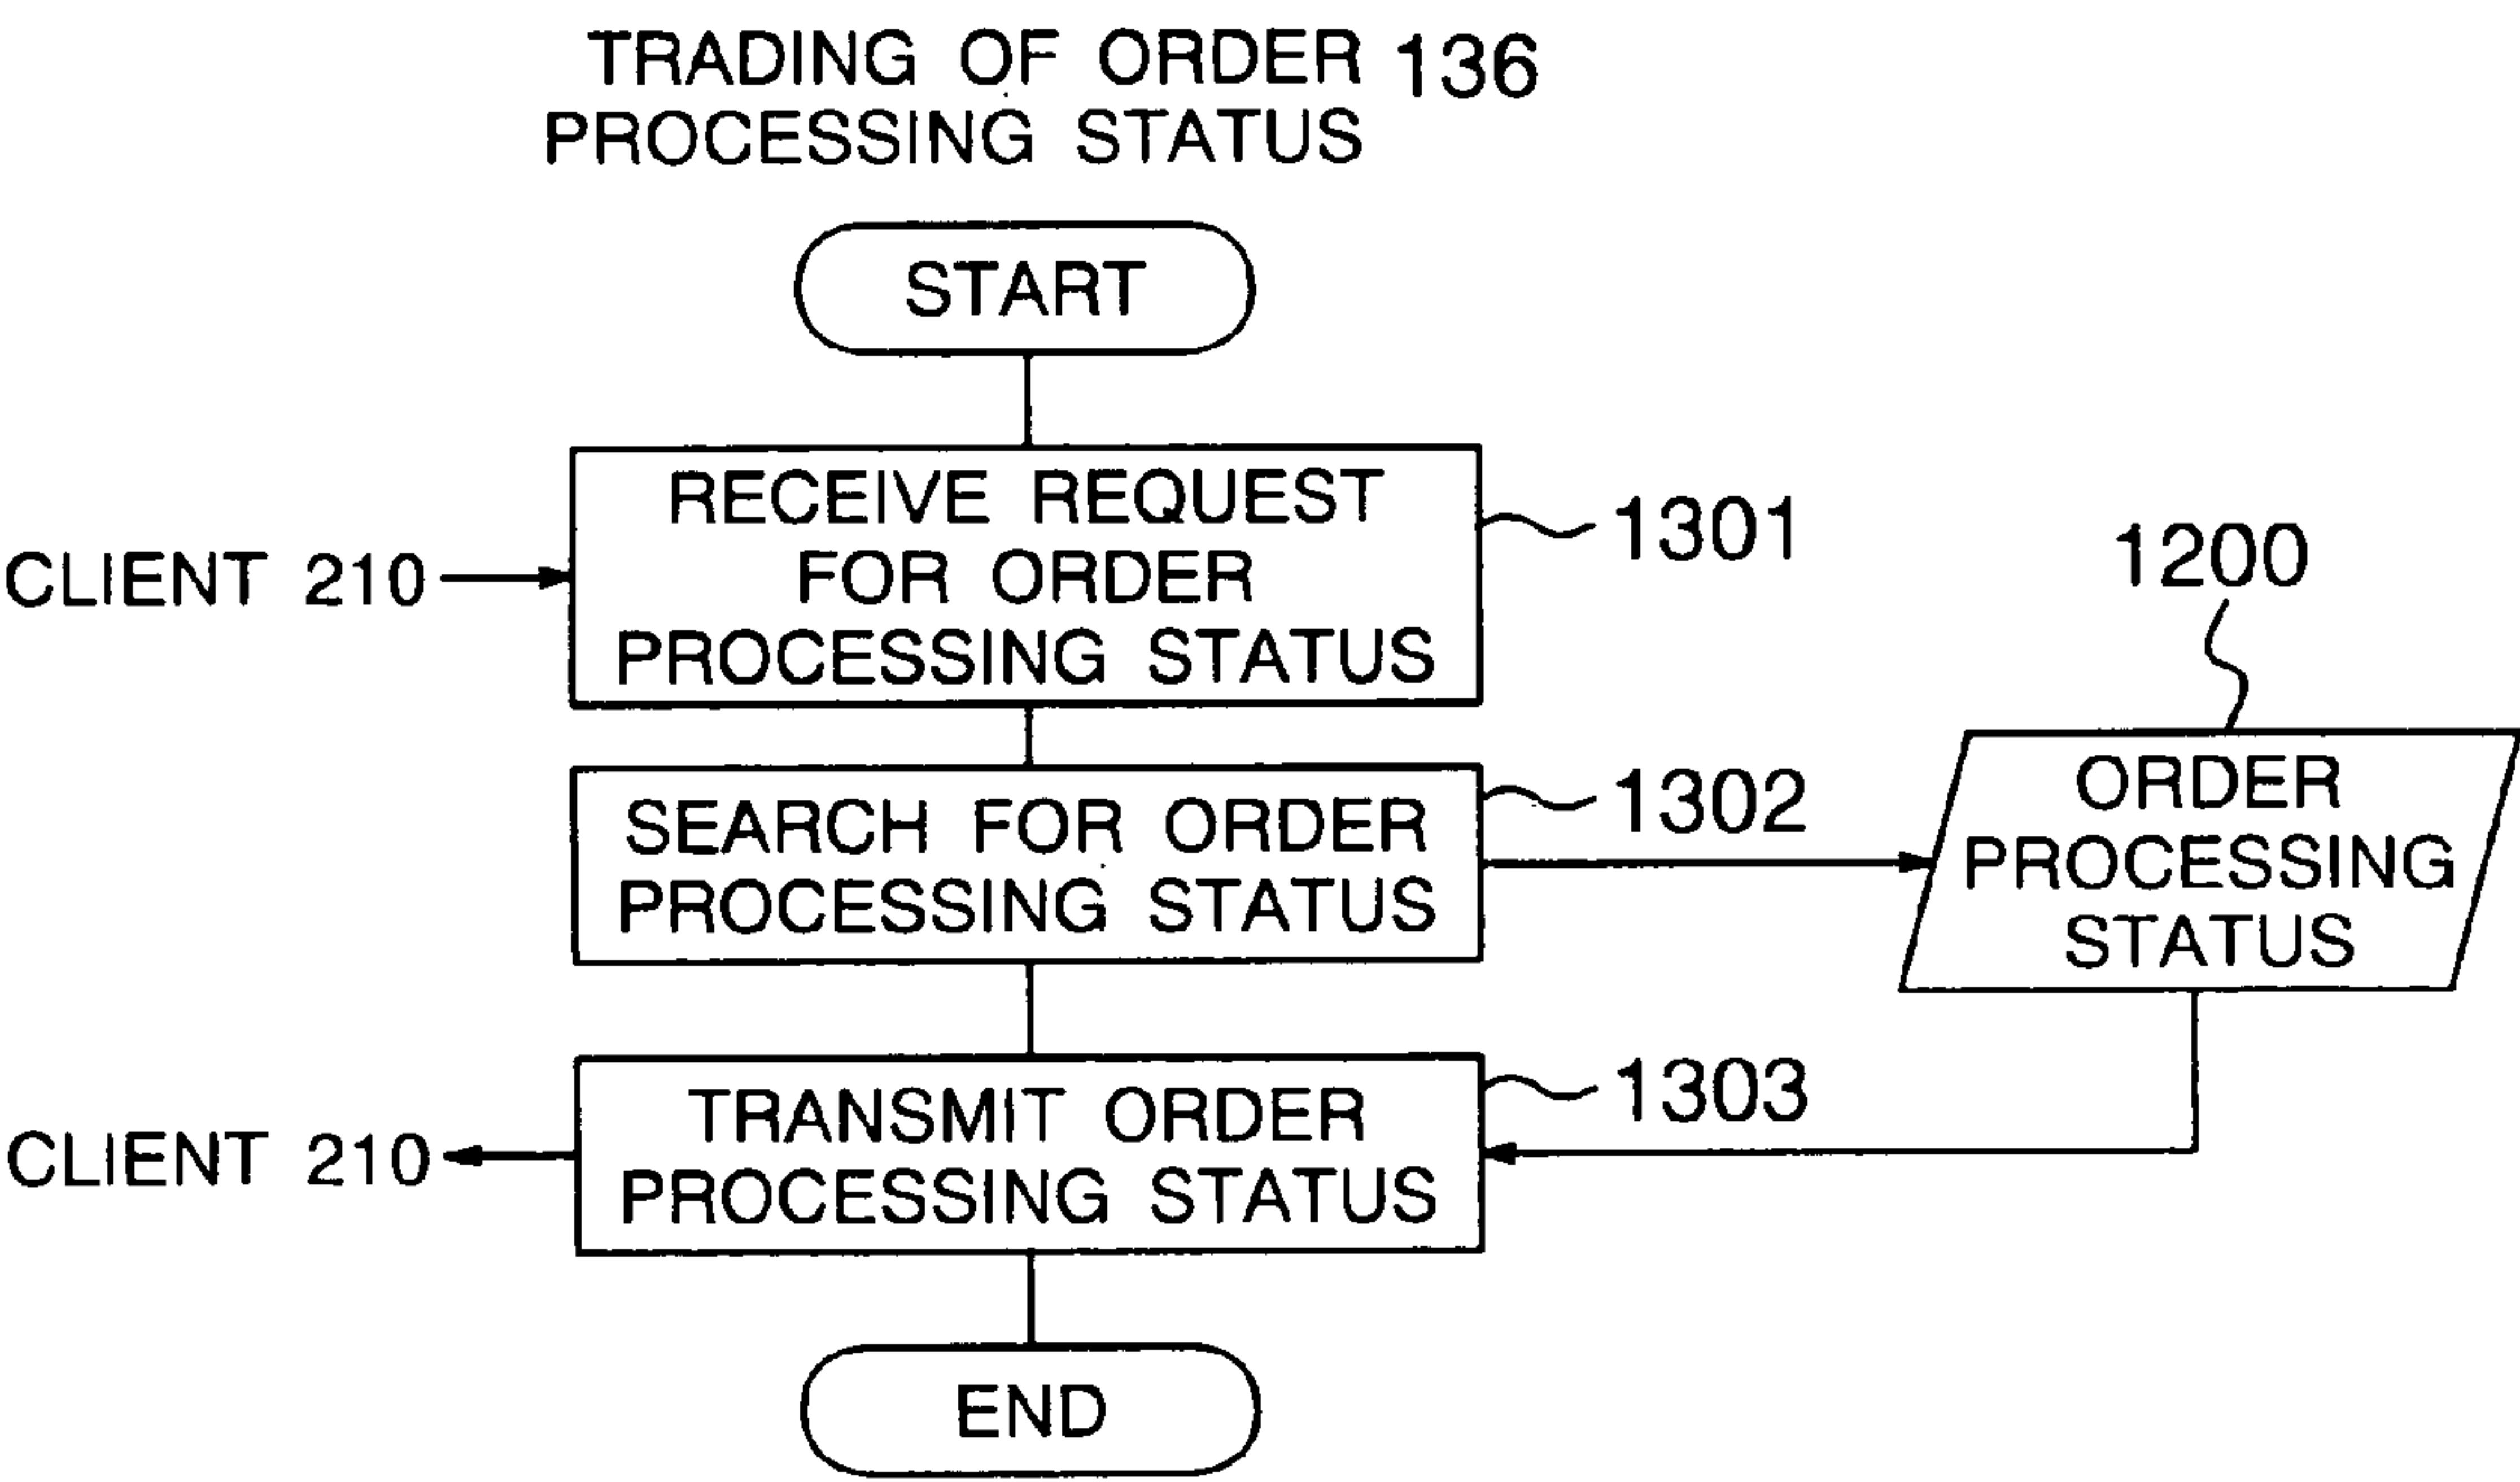 TRADING OF ORDER 136
PROCESSING STATUS
START
RECEIVE REQUEST
FOR ORDER
PROCESSING STATUS
1301
CLIENT 210
1200
SEARCH FOR ORDER
PROCESSING STATUS
1302
ORDER
PROCESSING
STATUS
TRANSMIT ORDER
PROCESSING STATUS
1303
CLIENT 210
END